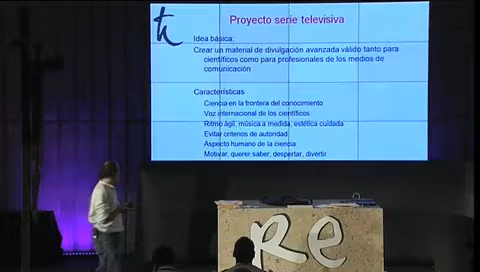 tk
Proyecto serie televisiva
Idea básica:
Crear un material de divulgación avanzada válido tanto para
científicos como para profesionales de los medios de
comunicación
Características
Ciencia en la frontera del conocimiento
Voz internacional de los científicos
Ritmo ágil, música a medida, estética cuidada
Evitar criterios de autoridad
Aspecto humano de la ciencia
Motivar, querer saber, despertar, divertir
Re